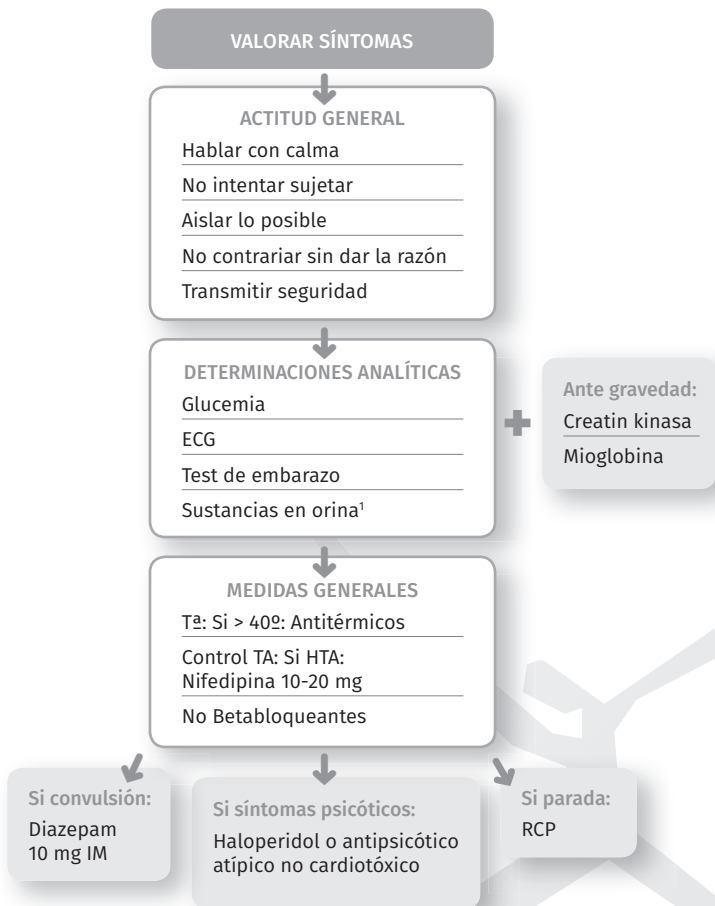 VALORAR SÍNTOMAS
ACTITUD GENERAL
Hablar con calma
No intentar sujetar
Aislar lo posible
No contrariar sin dar la razón
Transmitir seguridad
DETERMINACIONES ANALÍTICAS
Glucemia
ECG
Test de embarazo
Sustancias en orina¹
Ante gravedad:
Creatin kinasa
Mioglobina
MEDIDAS GENERALES
Tª: Si > 40º: Antitérmicos
Control TA: Si HTA:
Nifedipina 10-20 mg
No Betabloqueantes
Si convulsión:
Diazepam
10 mg IM
Si síntomas psicóticos:
Haloperidol o antipsicótico
atípico no cardiotóxico
Si parada:
RCP